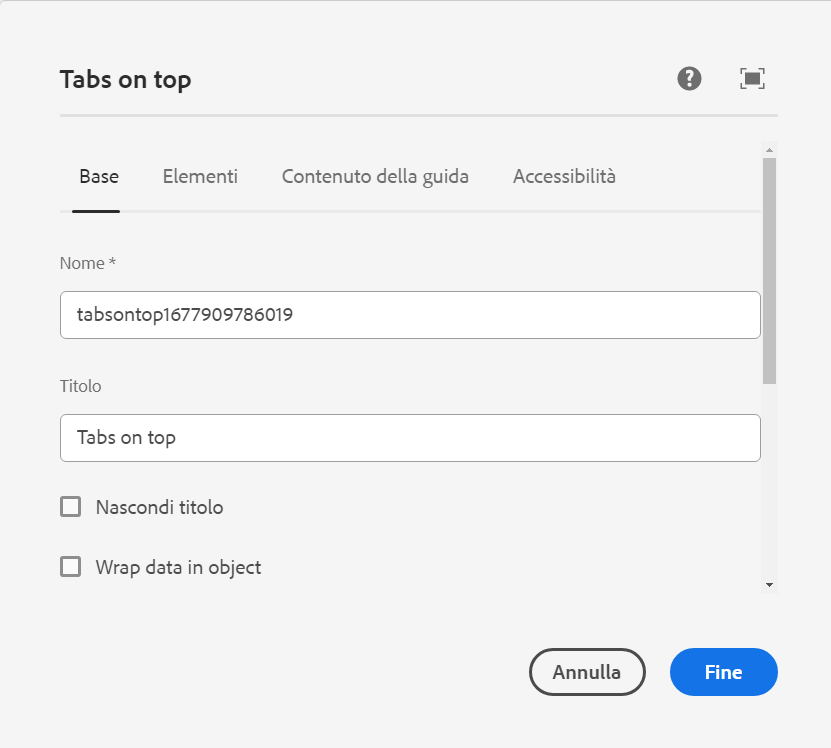 Tabs on top
Base Elementi Contenuto della guida Accessibilità
Nome *
tabsontop1677909786019
Titolo
Tabs on top
Nascondi titolo
Wrap data in object
Annulla Fine